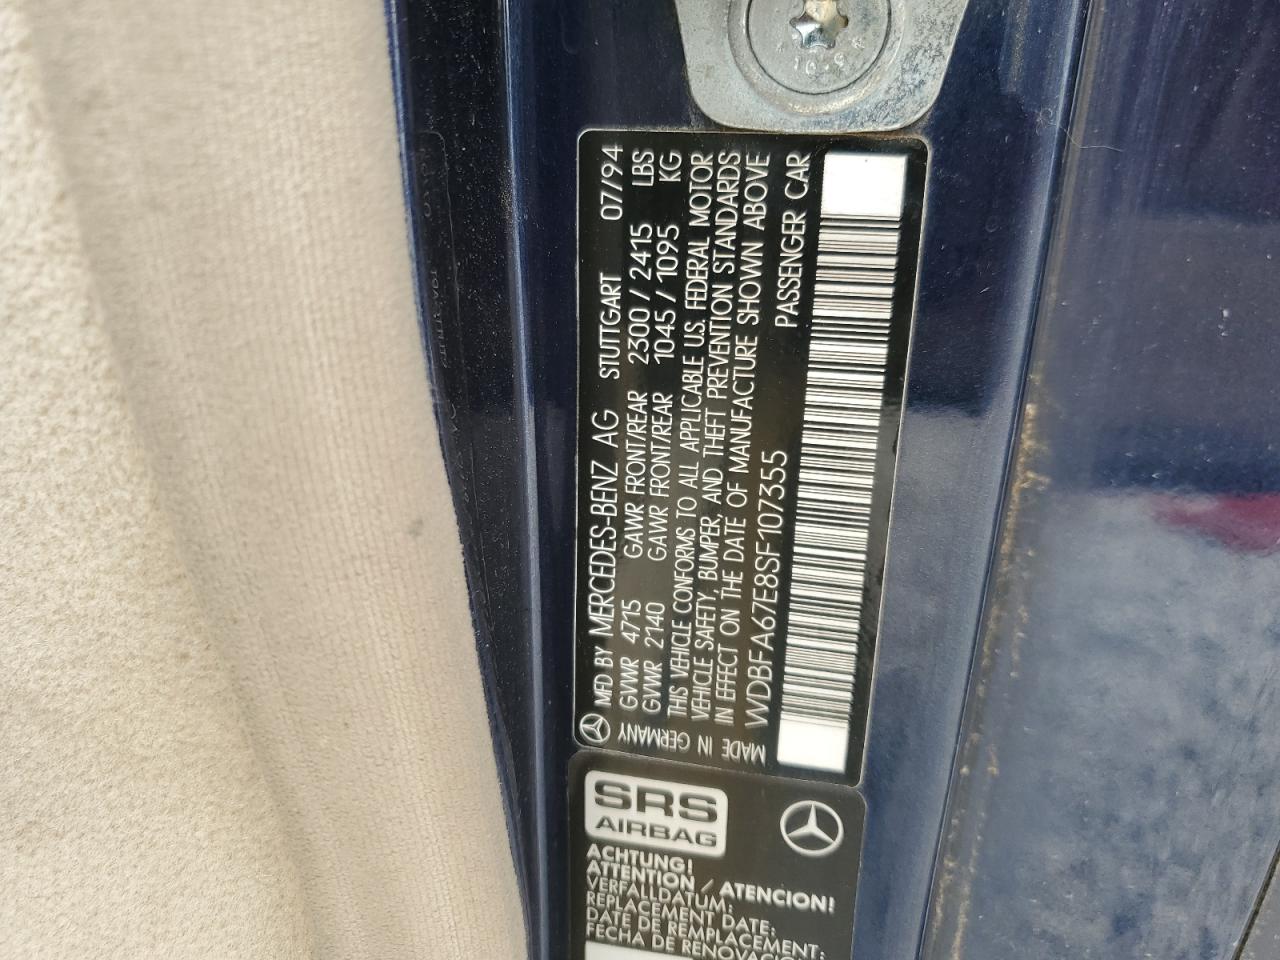 10.9
MFD BY MERCEDES-BENZ AG STUTTGART 07/94
GVWR 4715 GAWR FRONT/REAR 2300 / 2415 LBS
GVWR 2140 GAWR FRONT/REAR 1045 / 1095 KG
THIS VEHICLE CONFORMS TO ALL APPLICABLE U.S. FEDERAL MOTOR
VEHICLE SAFETY, BUMPER, AND THEFT PREVENTION STANDARDS
IN EFFECT ON THE DATE OF MANUFACTURE SHOWN ABOVE
WDBFA67E8SF107355 PASSENGER CAR
MADE IN GERMANY
SRS
AIRBAG
ACHTUNG!
ATTENTION / ATENCION!
VERFALLDATUM:
REPLACEMENT DATE:
DATE DE REMPLACEMENT:
FECHA DE